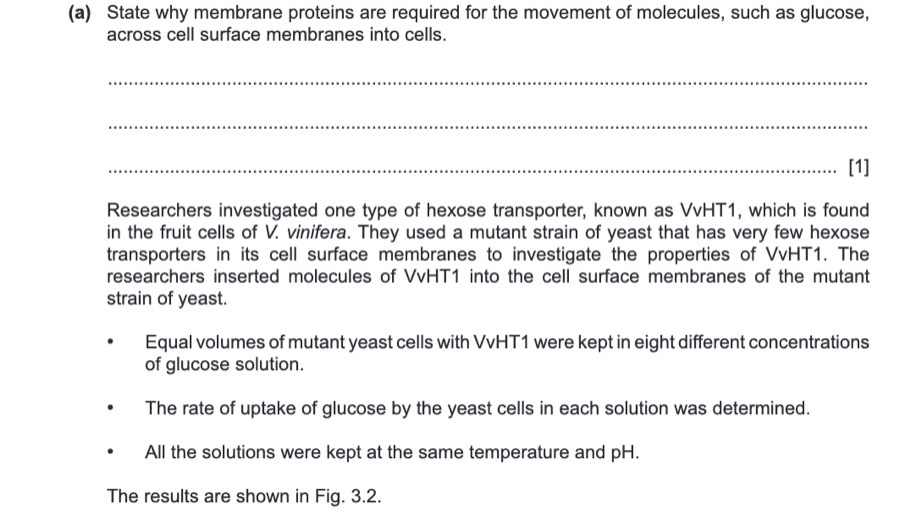 (a) State why membrane proteins are required for the movement of molecules, such as glucose,
across cell surface membranes into cells.
...................................................................................................................................................
...................................................................................................................................................
............................................................................................................................................. [1]
Researchers investigated one type of hexose transporter, known as VvHT1, which is found
in the fruit cells of V. vinifera. They used a mutant strain of yeast that has very few hexose
transporters in its cell surface membranes to investigate the properties of VvHT1. The
researchers inserted molecules of VvHT1 into the cell surface membranes of the mutant
strain of yeast.
• Equal volumes of mutant yeast cells with VvHT1 were kept in eight different concentrations
of glucose solution.
• The rate of uptake of glucose by the yeast cells in each solution was determined.
• All the solutions were kept at the same temperature and pH.
The results are shown in Fig. 3.2.